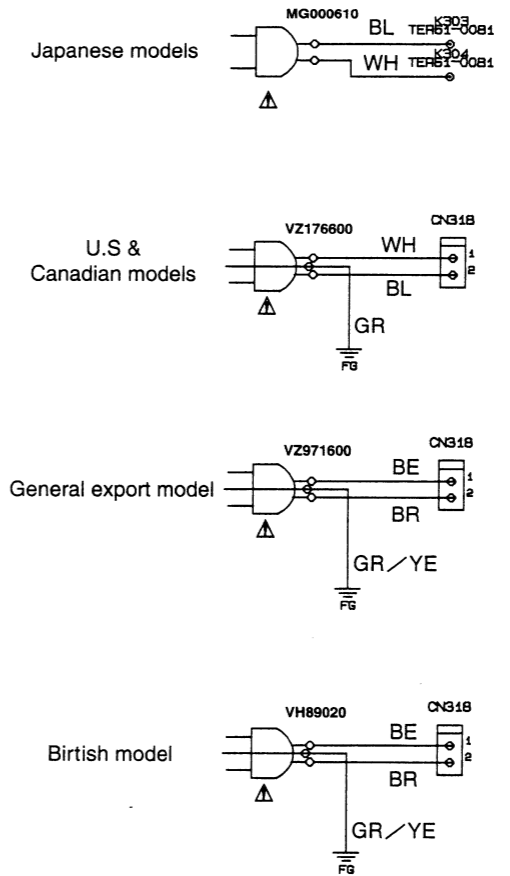 MG000610
Japanese models
BL
K303
TER61-0081
WH
K304
TER61-0081
VZ176600
CN318
U.S &
Canadian models
WH
1
2
BL
GR
FG
VZ971600
CN318
General export model
BE
1
2
BR
GR/YE
FG
VH89020
CN318
Birtish model
BE
1
2
BR
GR/YE
FG